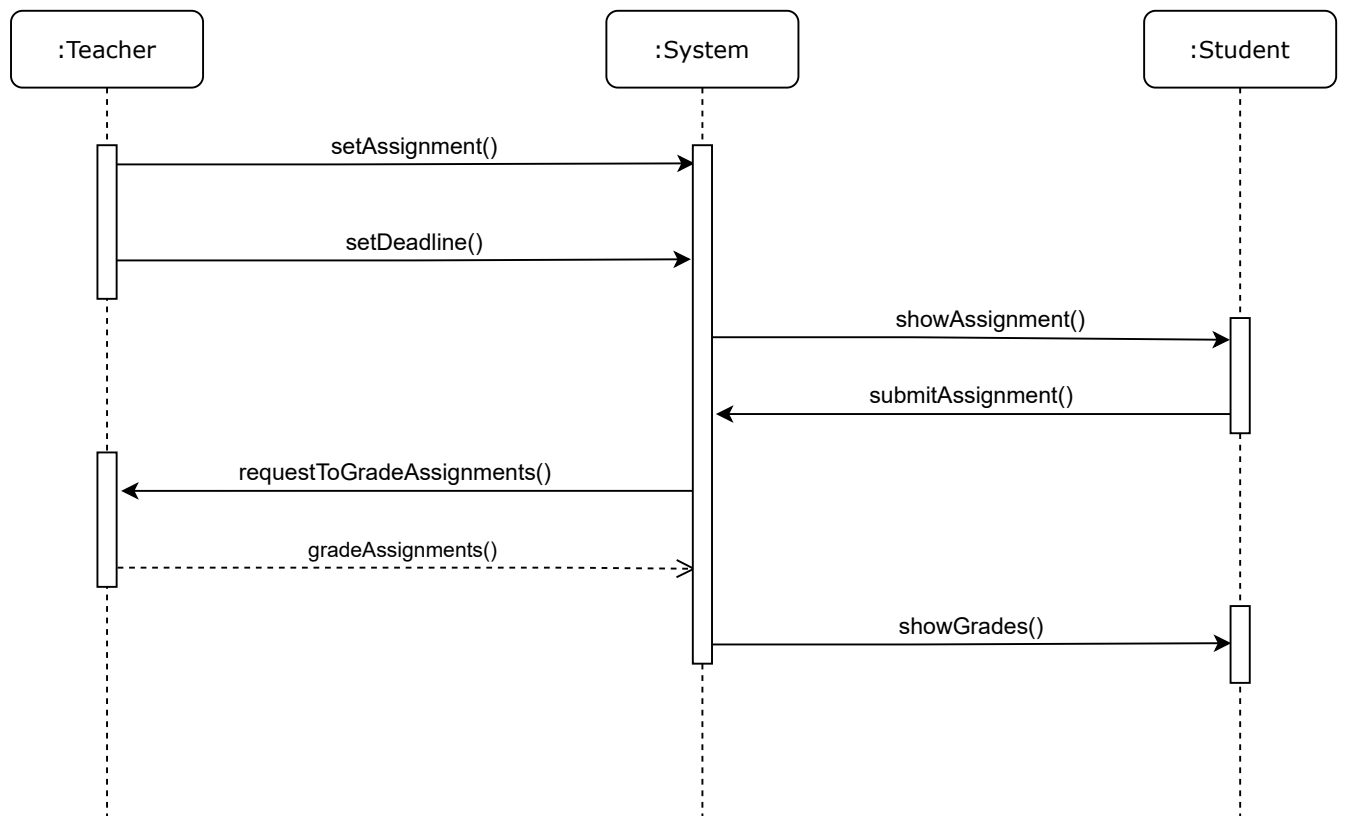 :Teacher
:System
:Student
setAssignment()
setDeadline()
showAssignment()
submitAssignment()
requestToGradeAssignments()
gradeAssignments()
showGrades()